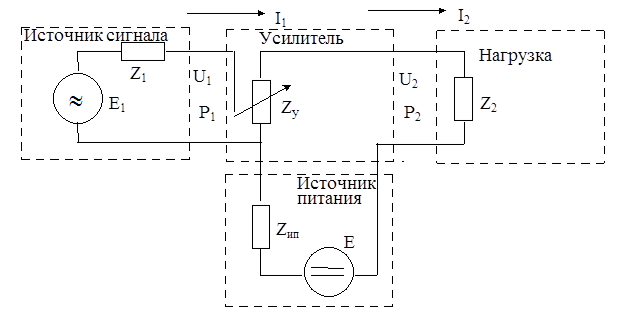 I₁
I₂
Источник сигнала
Усилитель
Нагрузка
Z₁
U₁
U₂
E₁
P₁
Zу
P₂
Z₂
Источник
питания
Zип
E